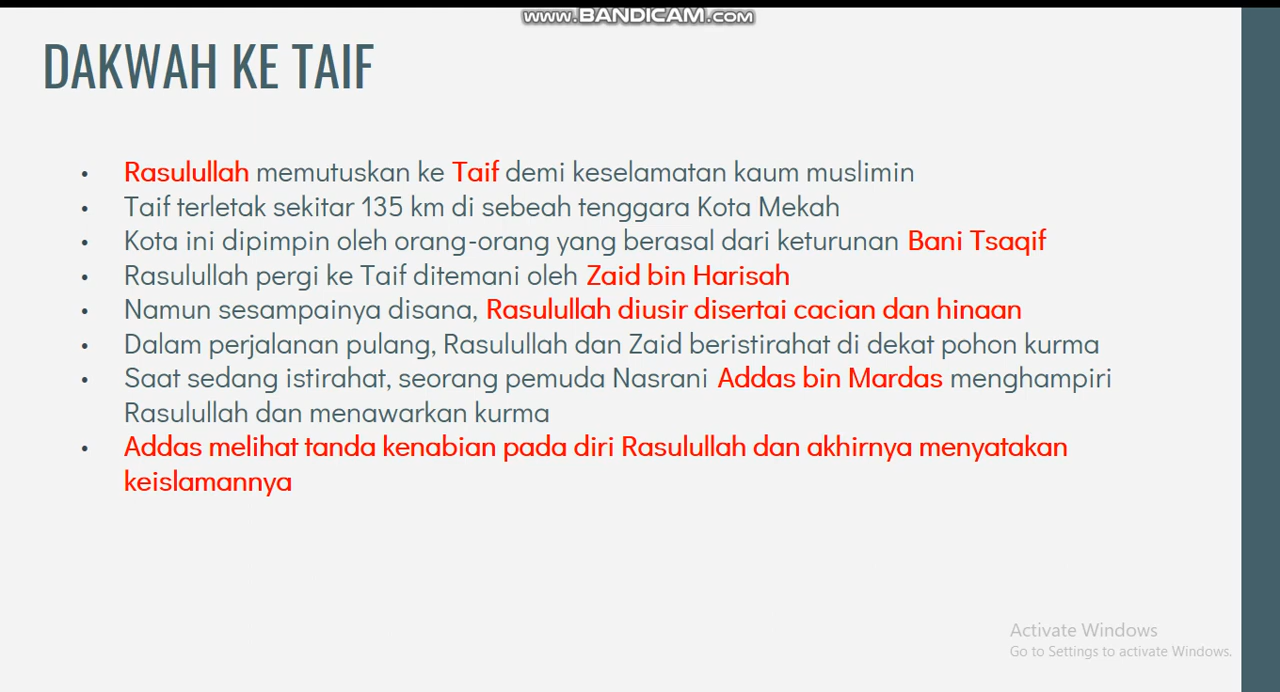 www.BANDICAM.com
DAKWAH KE TAIF
• Rasulullah memutuskan ke Taif demi keselamatan kaum muslimin
• Taif terletak sekitar 135 km di sebeah tenggara Kota Mekah
• Kota ini dipimpin oleh orang-orang yang berasal dari keturunan Bani Tsaqif
• Rasulullah pergi ke Taif ditemani oleh Zaid bin Harisah
• Namun sesampainya disana, Rasulullah diusir disertai cacian dan hinaan
• Dalam perjalanan pulang, Rasulullah dan Zaid beristirahat di dekat pohon kurma
• Saat sedang istirahat, seorang pemuda Nasrani Addas bin Mardas menghampiri
Rasulullah dan menawarkan kurma
• Addas melihat tanda kenabian pada diri Rasulullah dan akhirnya menyatakan
keislamannya
Activate Windows
Go to Settings to activate Windows.